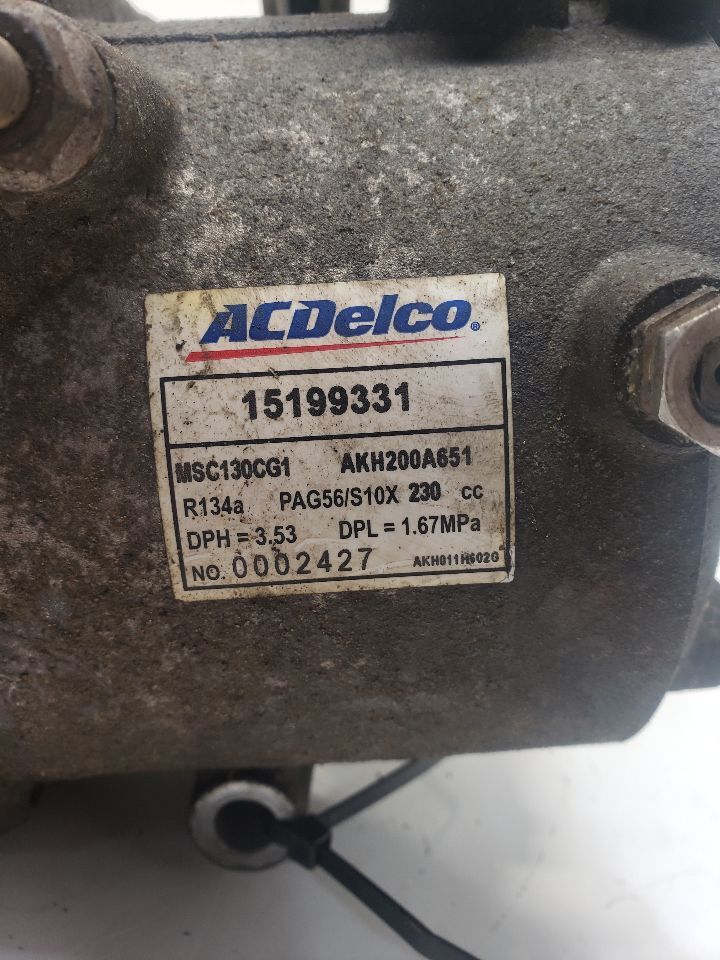 ACDelco®
15199331
MSC130CG1 AKH200A651
R134a PAG56/S10X 230 cc
DPH = 3.53 DPL = 1.67MPa
NO. 0002427 AKH011H602G